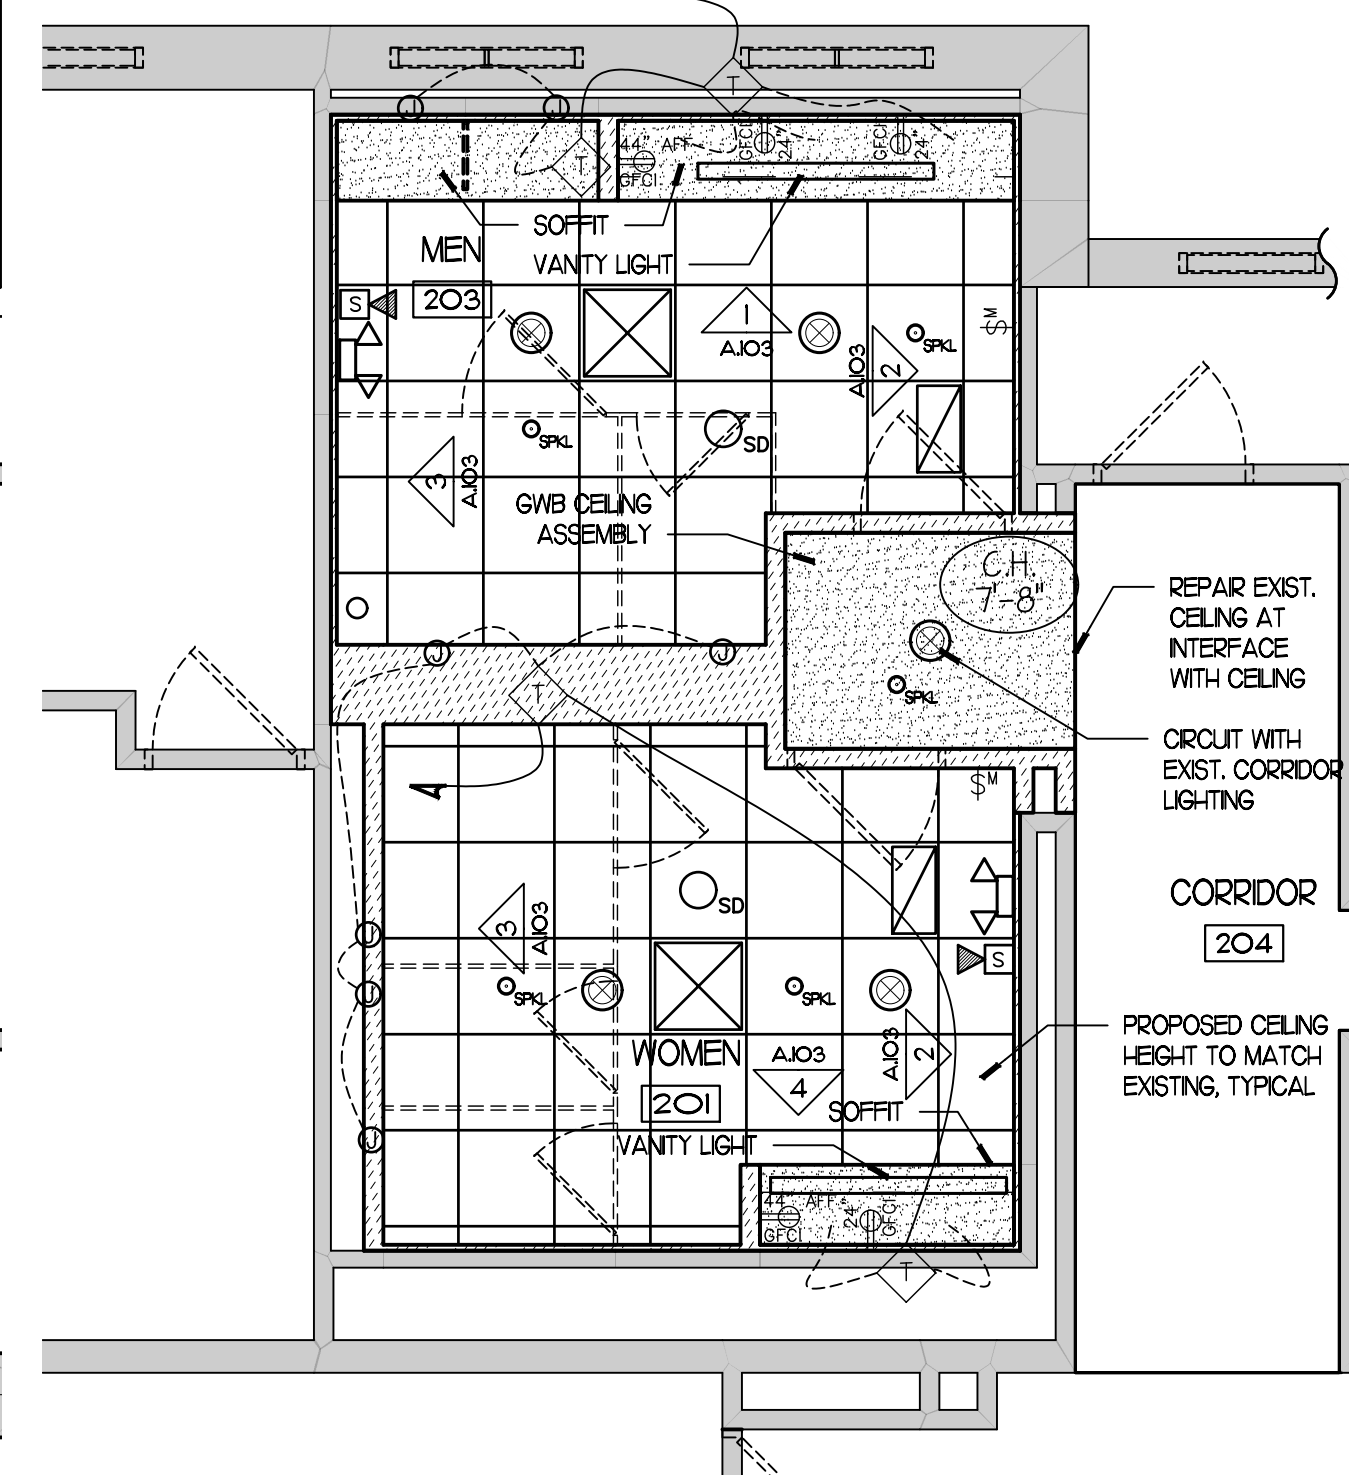 T
J
J
GFCI
24"
GFCI
24"
44" AFF
GFCI
T
SOFFIT
MEN
VANITY LIGHT
203
S
1
A.103
SPKL
$M
A.103
2
SPKL
SD
3
A.103
GWB CEILING
ASSEMBLY
C.H.
7'-8"
REPAIR EXIST.
CEILING AT
INTERFACE
WITH CEILING
J
J
T
SPKL
CIRCUIT WITH
EXIST. CORRIDOR
LIGHTING
A
$M
SD
CORRIDOR
204
3
A.103
J
S
J
SPKL
SPKL
PROPOSED CEILING
HEIGHT TO MATCH
EXISTING, TYPICAL
WOMEN
A.103
4
A.103
2
201
SOFFIT
J
VANITY LIGHT
44" AFF
GFCI
24"
GFCI
T